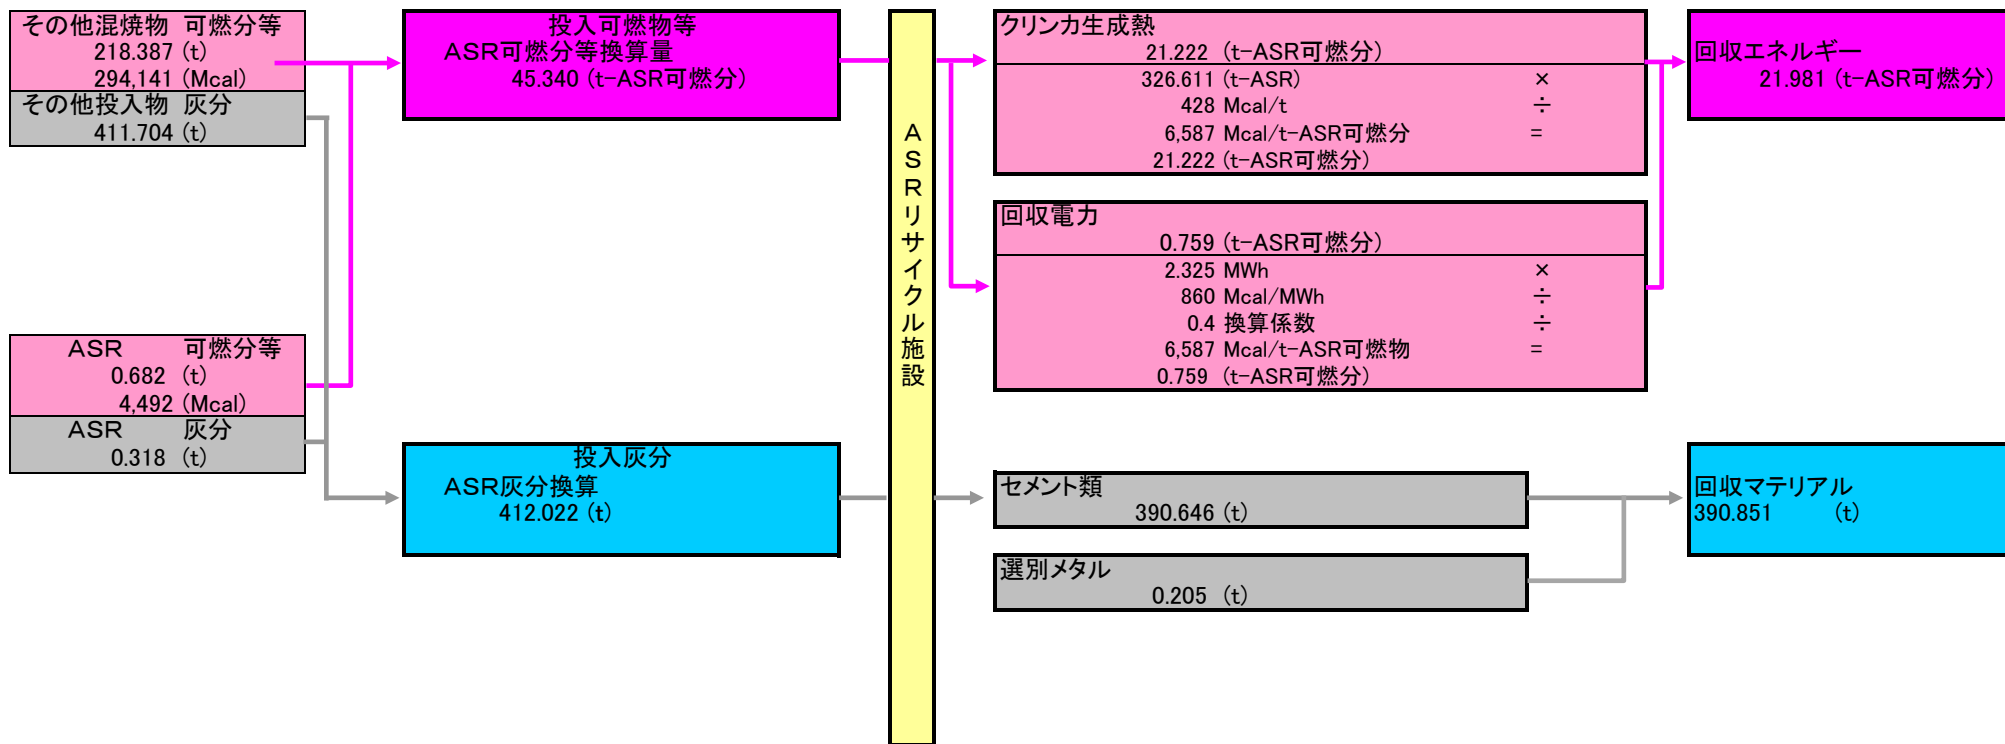 その他混焼物 可燃分等
218.387 (t)
294,141 (Mcal)
その他投入物 灰分
411.704 (t)
ASR 可燃分等
0.682 (t)
4,492 (Mcal)
ASR 灰分
0.318 (t)
投入可燃物等
ASR可燃分等換算量
45.340 (t-ASR可燃分)
投入灰分
ASR灰分換算
412.022 (t)
ASRリサイクル施設
クリンカ生成熱
21.222 (t-ASR可燃分)
326.611 (t-ASR) ×
428 Mcal/t ÷
6,587 Mcal/t-ASR可燃分 =
21.222 (t-ASR可燃分)
回収電力
0.759 (t-ASR可燃分)
2.325 MWh ×
860 Mcal/MWh ÷
0.4 換算係数 ÷
6,587 Mcal/t-ASR可燃物 =
0.759 (t-ASR可燃分)
セメント類
390.646 (t)
選別メタル
0.205 (t)
回収エネルギー
21.981 (t-ASR可燃分)
回収マテリアル
390.851 (t)